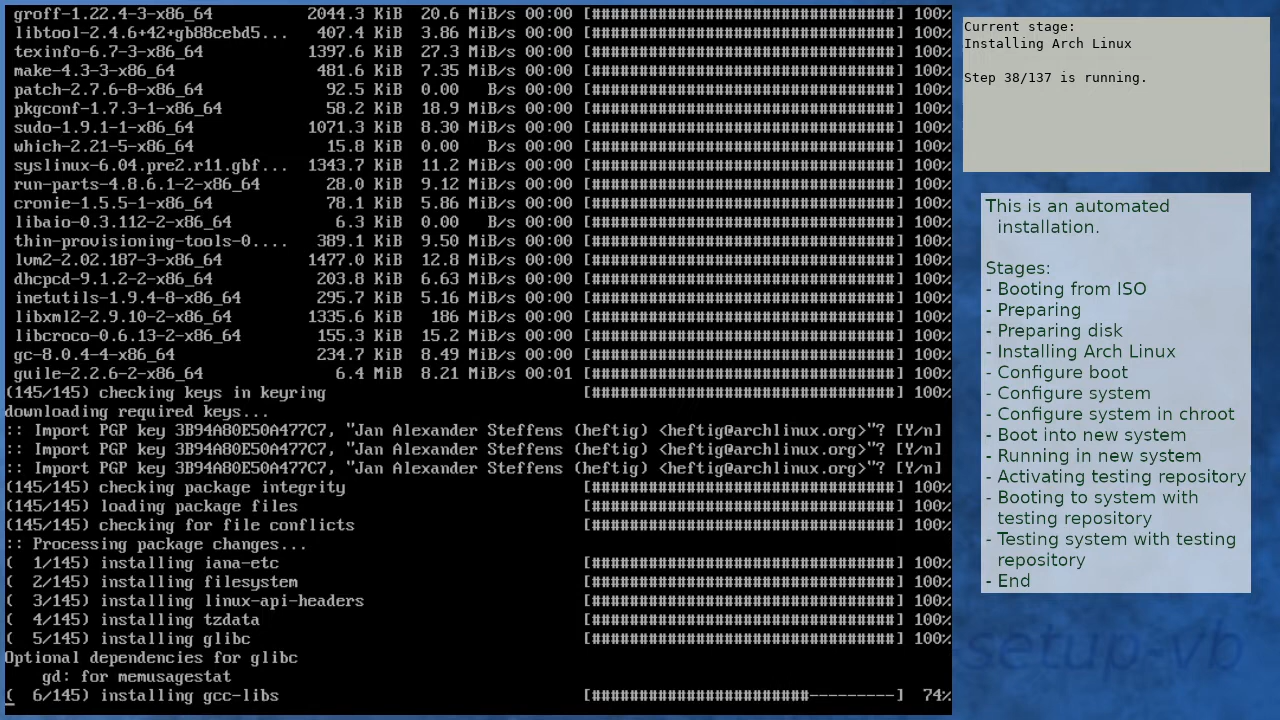 groff-1.22.4-3-x86_64 2044.3 KiB 20.6 MiB/s 00:00 [################################] 100%
libtool-2.4.6+42+gb88cebd5... 407.4 KiB 3.86 MiB/s 00:00 [################################] 100%
texinfo-6.7-3-x86_64 1397.6 KiB 27.3 MiB/s 00:00 [################################] 100%
make-4.3-3-x86_64 481.6 KiB 7.35 MiB/s 00:00 [################################] 100%
patch-2.7.6-8-x86_64 92.5 KiB 0.00 B/s 00:00 [################################] 100%
pkgconf-1.7.3-1-x86_64 58.2 KiB 18.9 MiB/s 00:00 [################################] 100%
sudo-1.9.1-1-x86_64 1071.3 KiB 8.30 MiB/s 00:00 [################################] 100%
which-2.21-5-x86_64 15.8 KiB 0.00 B/s 00:00 [################################] 100%
syslinux-6.04.pre2.r11.gbf... 1343.7 KiB 11.2 MiB/s 00:00 [################################] 100%
run-parts-4.8.6.1-2-x86_64 28.0 KiB 9.12 MiB/s 00:00 [################################] 100%
cronie-1.5.5-1-x86_64 78.1 KiB 5.86 MiB/s 00:00 [################################] 100%
libaio-0.3.112-2-x86_64 6.3 KiB 0.00 B/s 00:00 [################################] 100%
thin-provisioning-tools-0.... 389.1 KiB 9.50 MiB/s 00:00 [################################] 100%
lvm2-2.02.187-3-x86_64 1477.0 KiB 12.8 MiB/s 00:00 [################################] 100%
dhcpcd-9.1.2-2-x86_64 203.8 KiB 6.63 MiB/s 00:00 [################################] 100%
inetutils-1.9.4-8-x86_64 295.7 KiB 5.16 MiB/s 00:00 [################################] 100%
libxml2-2.9.10-2-x86_64 1335.6 KiB 186 MiB/s 00:00 [################################] 100%
libcroco-0.6.13-2-x86_64 155.3 KiB 15.2 MiB/s 00:00 [################################] 100%
gc-8.0.4-4-x86_64 234.7 KiB 8.49 MiB/s 00:00 [################################] 100%
guile-2.2.6-2-x86_64 6.4 MiB 8.21 MiB/s 00:01 [################################] 100%
(145/145) checking keys in keyring [################################] 100%
downloading required keys...
:: Import PGP key 3B94A80E50A477C7, "Jan Alexander Steffens (heftig) <heftig@archlinux.org>"? [Y/n]
:: Import PGP key 3B94A80E50A477C7, "Jan Alexander Steffens (heftig) <heftig@archlinux.org>"? [Y/n]
:: Import PGP key 3B94A80E50A477C7, "Jan Alexander Steffens (heftig) <heftig@archlinux.org>"? [Y/n]
(145/145) checking package integrity [################################] 100%
(145/145) loading package files [################################] 100%
(145/145) checking for file conflicts [################################] 100%
:: Processing package changes...
( 1/145) installing iana-etc [################################] 100%
( 2/145) installing filesystem [################################] 100%
( 3/145) installing linux-api-headers [################################] 100%
( 4/145) installing tzdata [################################] 100%
( 5/145) installing glibc [################################] 100%
Optional dependencies for glibc
gd: for memusagestat
( 6/145) installing gcc-libs [#######################---------] 74%
Current stage:
Installing Arch Linux
Step 38/137 is running.
This is an automated
installation.
Stages:
- Booting from ISO
- Preparing
- Preparing disk
- Installing Arch Linux
- Configure boot
- Configure system
- Configure system in chroot
- Boot into new system
- Running in new system
- Activating testing repository
- Booting to system with
testing repository
- Testing system with testing
repository
- End
setup-vb